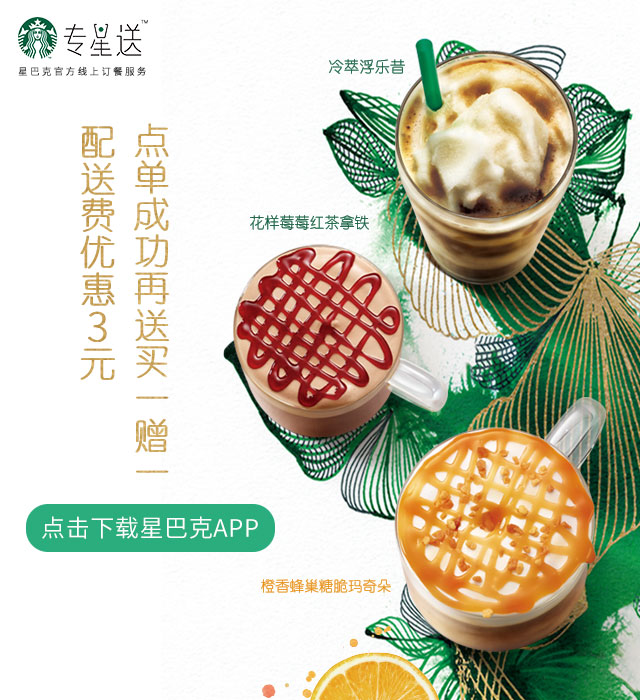 专星送™
星巴克官方线上订餐服务
冷萃浮乐昔
点单成功再送买一赠一
配送费优惠3元
花样莓莓红茶拿铁
点击下载星巴克APP
橙香蜂巢糖脆玛奇朵